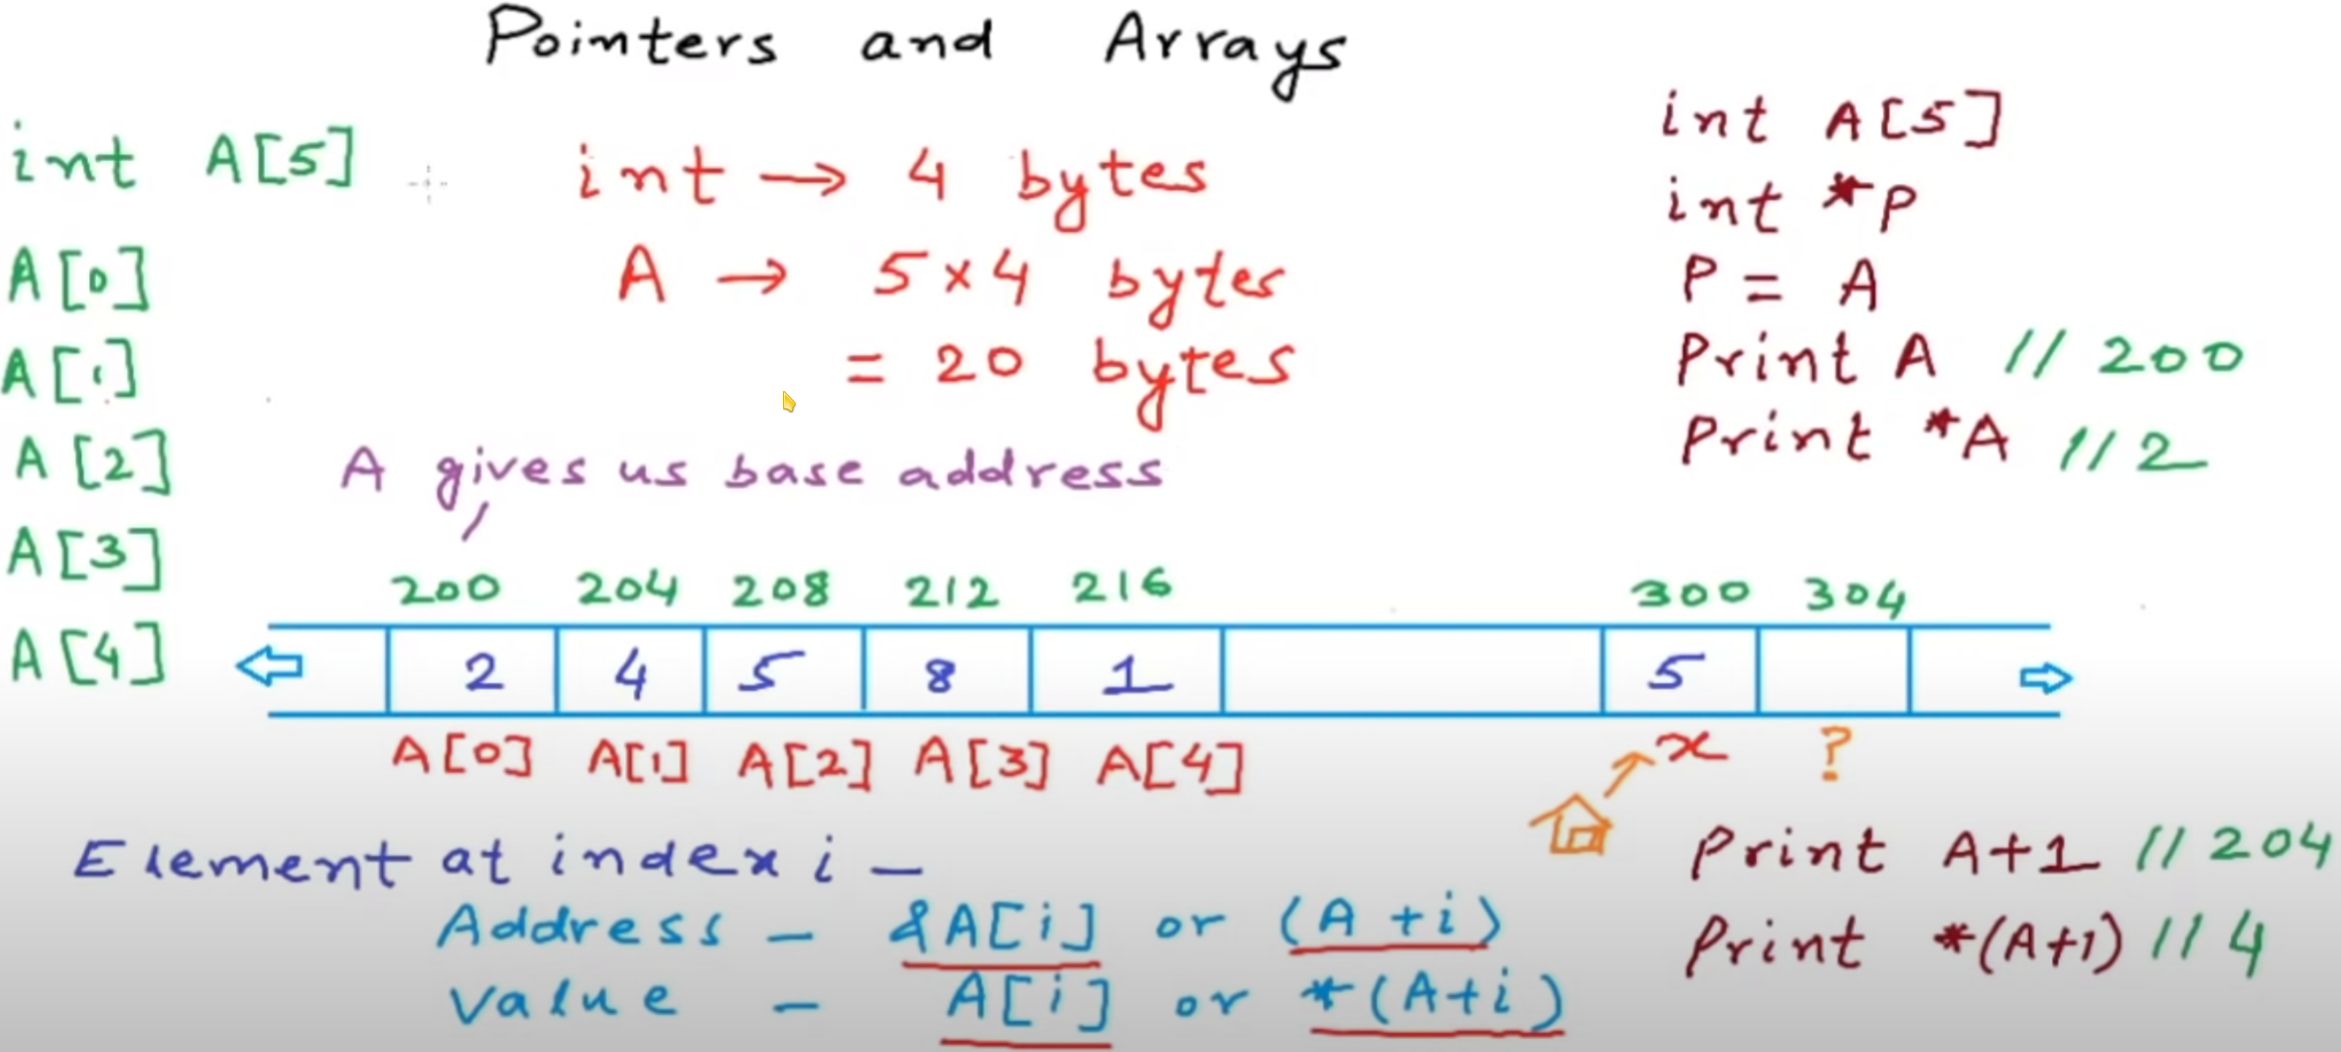 Pointers and Arrays
int A[5]
A[0]
A[1]
A[2]
A[3]
A[4]
int → 4 bytes
A → 5×4 bytes
= 20 bytes
A gives us base address
int A[5]
int *p
P = A
Print A // 200
Print *A // 2
200 204 208 212 216 300 304
2 4 5 8 1 5
A[0] A[1] A[2] A[3] A[4] x ?
Element at index i –
Address – &A[i] or (A+i)
Value – A[i] or *(A+i)
Print A+1 // 204
Print *(A+1) // 4